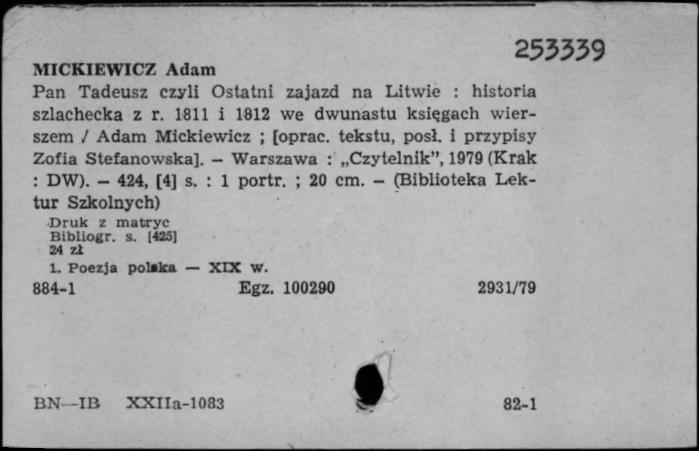 253339
MICKIEWICZ Adam
Pan Tadeusz czyli Ostatni zajazd na Litwie : historia
szlachecka z r. 1811 i 1812 we dwunastu księgach wier-
szem / Adam Mickiewicz ; [oprac. tekstu, posł. i przypisy
Zofia Stefanowska]. — Warszawa : „Czytelnik”, 1979 (Krak
: DW). — 424, [4] s. : 1 portr. ; 20 cm. — (Biblioteka Lek-
tur Szkolnych)
Druk z matryc
Bibliogr. s. [425]
24 zł
1. Poezja polska — XIX w.
884-1 Egz. 100290 2931/79
BN—IB XXIIa-1083 82-1